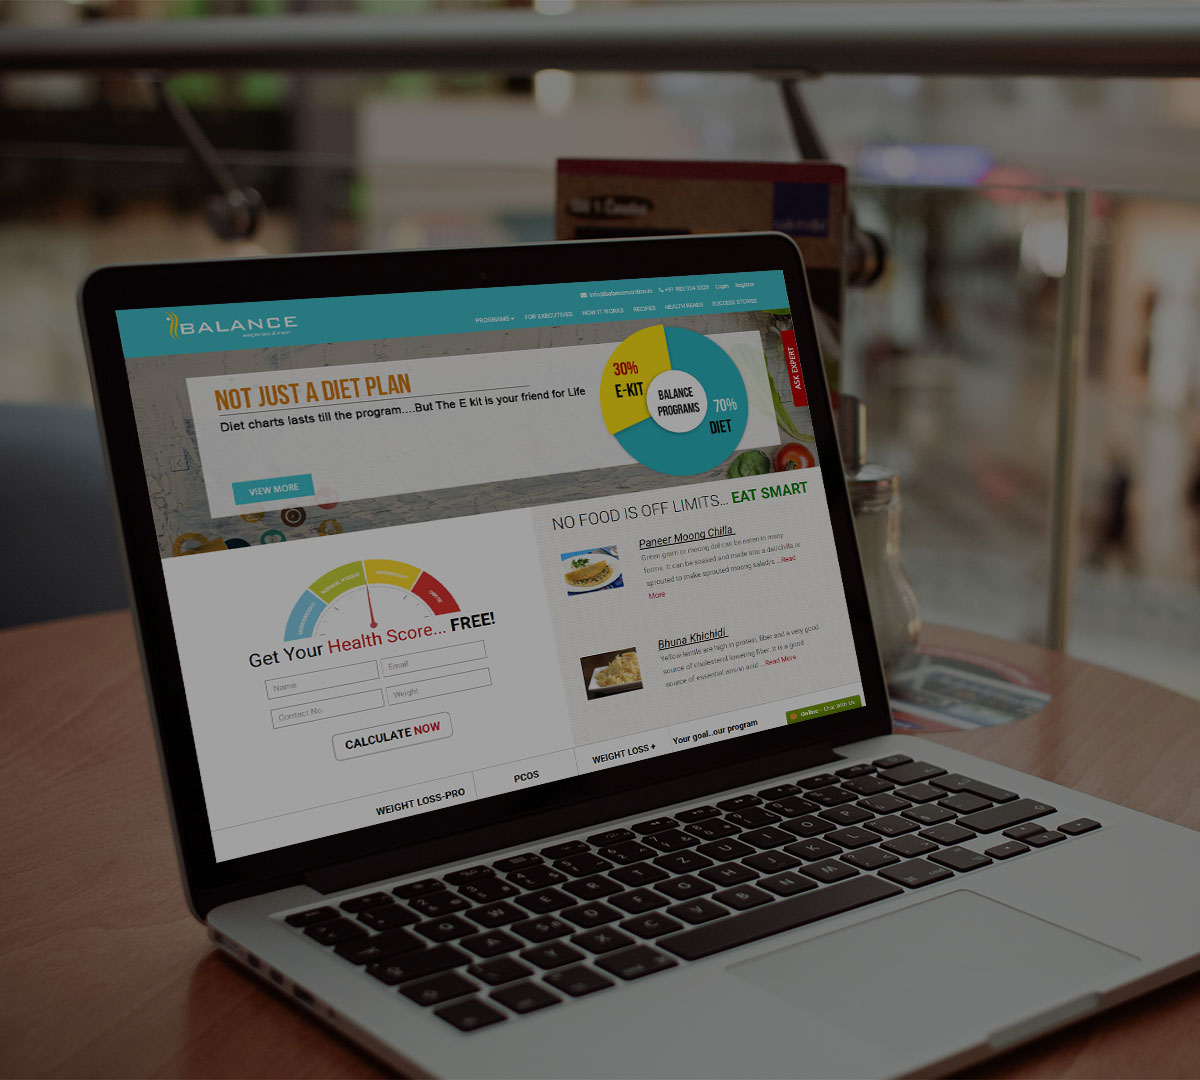 BALANCE
+91 982 014 5325 Login Register
PROGRAMS FOR EXECUTIVES HOW IT WORKS RECIPES HEALTH READS SUCCESS STORIES
NOT JUST A DIET PLAN
Diet charts lasts till the program....But The E kit is your friend for Life
VIEW MORE
30%
E-KIT
BALANCE
PROGRAMS
70%
DIET
ASK EXPERT
UNDERWEIGHT
NORMAL WEIGHT
OVERWEIGHT
OBESE
Get Your Health Score... FREE!
Name
Email
Contact No.
Weight
CALCULATE NOW
NO FOOD IS OFF LIMITS... EAT SMART
Paneer Moong Chilla
Green gram or moong dal can be eaten in many
forms. It can be soaked and made into a dal/chilla or
sprouted to make sprouted moong salad/s ...Read
More
Bhuna Khichidi
Yellow lentils are high in protein, fiber and a very good
source of cholesterol lowering fiber. It is a good
source of essential amino acid ...Read More
WEIGHT LOSS-PRO
PCOS
WEIGHT LOSS +
Your goal..our program
Online - Chat with Us